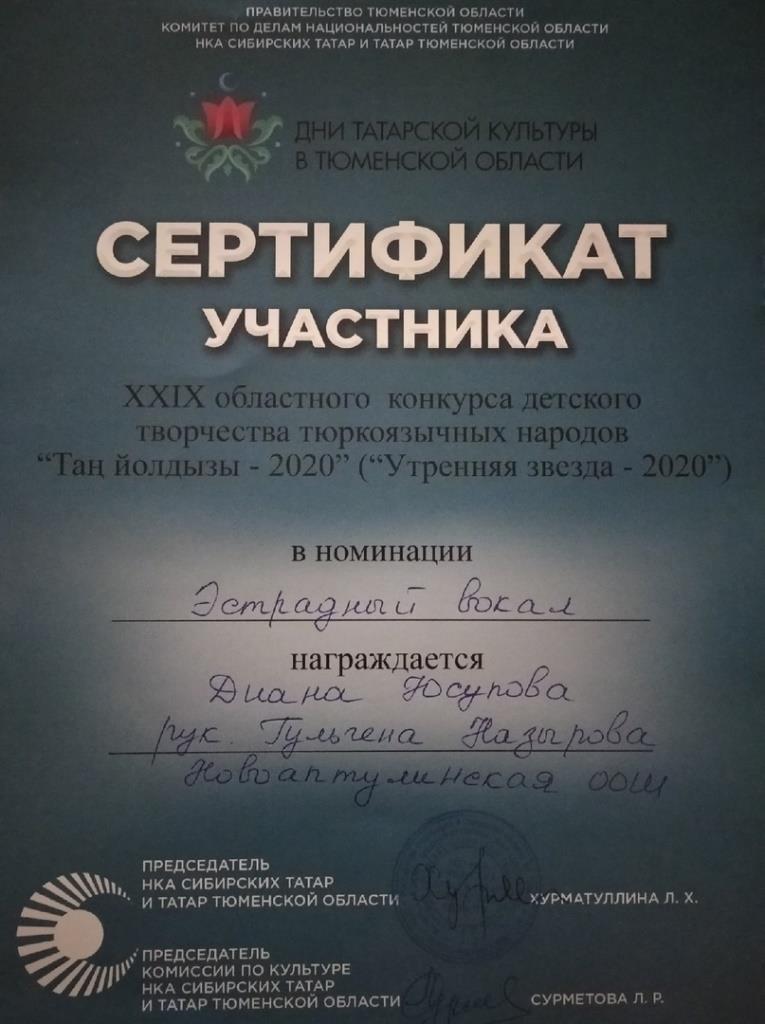 ПРАВИТЕЛЬСТВО ТЮМЕНСКОЙ ОБЛАСТИ
КОМИТЕТ ПО ДЕЛАМ НАЦИОНАЛЬНОСТЕЙ ТЮМЕНСКОЙ ОБЛАСТИ
НКА СИБИРСКИХ ТАТАР И ТАТАР ТЮМЕНСКОЙ ОБЛАСТИ
ДНИ ТАТАРСКОЙ КУЛЬТУРЫ
В ТЮМЕНСКОЙ ОБЛАСТИ
СЕРТИФИКАТ
УЧАСТНИКА
XXIX областного конкурса детского
творчества тюркоязычных народов
“Таң йолдызы - 2020” (“Утренняя звезда - 2020”)
в номинации
Эстрадный вокал
награждается
Диана Юсупова
рук. Гульгена Назырова
Новоаптулинская ООШ
ПРЕДСЕДАТЕЛЬ
НКА СИБИРСКИХ ТАТАР
И ТАТАР ТЮМЕНСКОЙ ОБЛАСТИ
ХУРМАТУЛЛИНА Л. Х.
ПРЕДСЕДАТЕЛЬ
КОМИССИИ ПО КУЛЬТУРЕ
НКА СИБИРСКИХ ТАТАР
И ТАТАР ТЮМЕНСКОЙ ОБЛАСТИ
СУРМЕТОВА Л. Р.